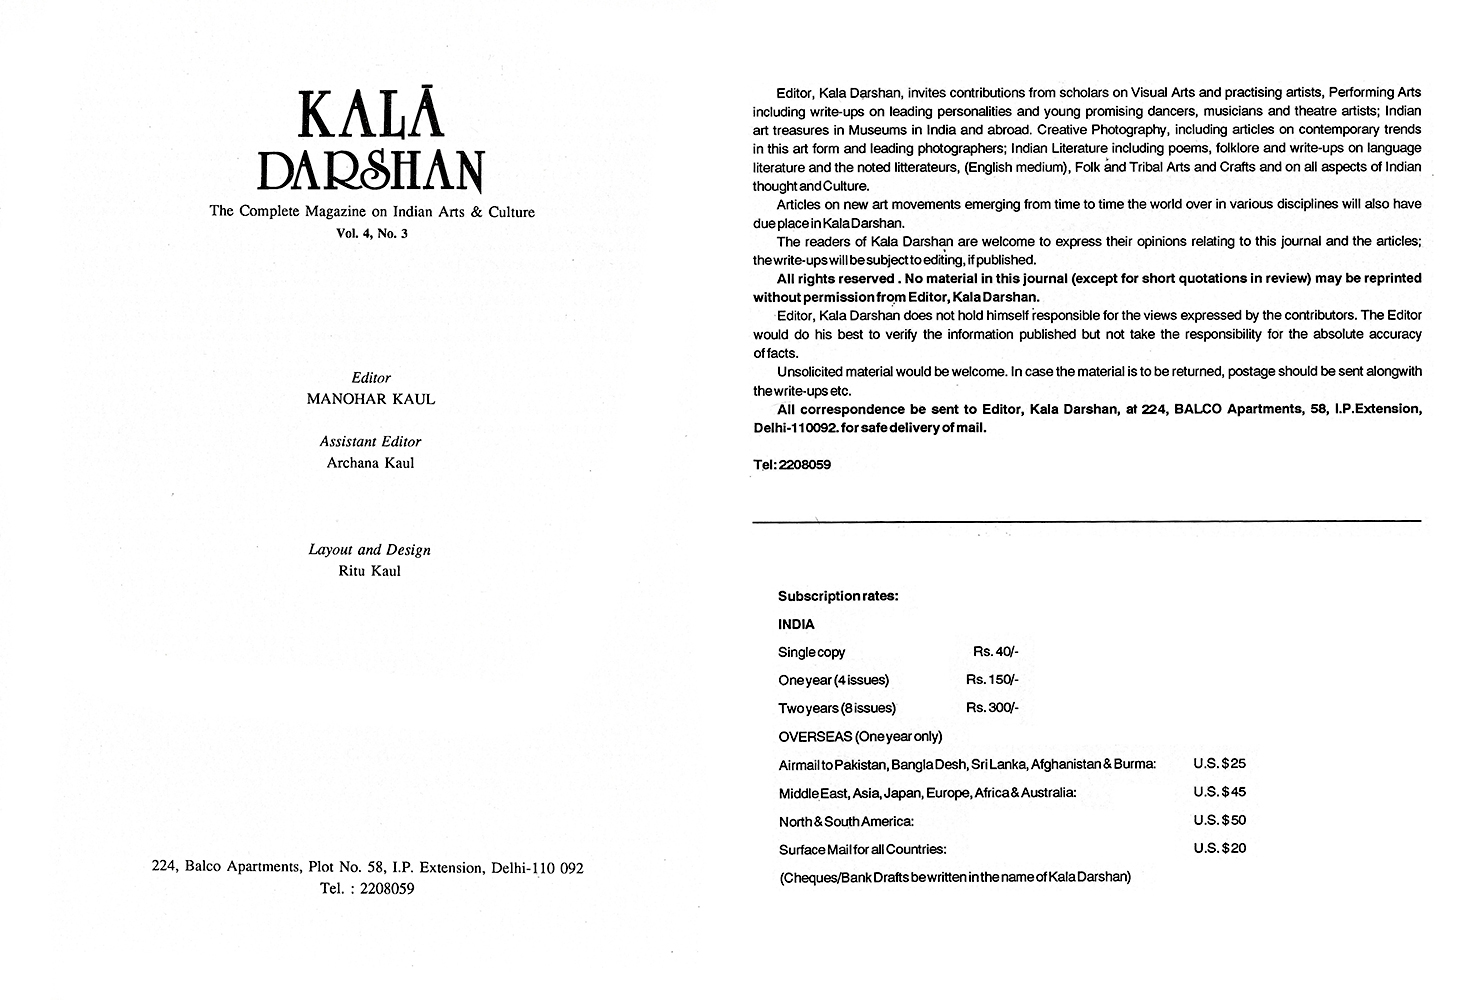 KALĀ
DARSHAN
The Complete Magazine on Indian Arts & Culture
Vol. 4, No. 3
Editor
MANOHAR KAUL
Assistant Editor
Archana Kaul
Layout and Design
Ritu Kaul
224, Balco Apartments, Plot No. 58, I.P. Extension, Delhi-110 092
Tel. : 2208059
Editor, Kala Darshan, invites contributions from scholars on Visual Arts and practising artists, Performing Arts
including write-ups on leading personalities and young promising dancers, musicians and theatre artists; Indian
art treasures in Museums in India and abroad. Creative Photography, including articles on contemporary trends
in this art form and leading photographers; Indian Literature including poems, folklore and write-ups on language
literature and the noted litterateurs, (English medium), Folk and Tribal Arts and Crafts and on all aspects of Indian
thought and Culture.
Articles on new art movements emerging from time to time the world over in various disciplines will also have
due place in Kala Darshan.
The readers of Kala Darshan are welcome to express their opinions relating to this journal and the articles;
the write-ups will be subject to editing, if published.
All rights reserved . No material in this journal (except for short quotations in review) may be reprinted
without permission from Editor, Kala Darshan.
Editor, Kala Darshan does not hold himself responsible for the views expressed by the contributors. The Editor
would do his best to verify the information published but not take the responsibility for the absolute accuracy
of facts.
Unsolicited material would be welcome. In case the material is to be returned, postage should be sent alongwith
the write-ups etc.
All correspondence be sent to Editor, Kala Darshan, at 224, BALCO Apartments, 58, I.P.Extension,
Delhi-110092. for safe delivery of mail.
Tel: 2208059
Subscription rates:
INDIA
Single copy Rs. 40/-
One year (4 issues) Rs. 150/-
Two years (8 issues) Rs. 300/-
OVERSEAS (One year only)
Airmail to Pakistan, Bangla Desh, Sri Lanka, Afghanistan & Burma: U.S. $ 25
Middle East, Asia, Japan, Europe, Africa & Australia: U.S. $ 45
North & South America: U.S. $ 50
Surface Mail for all Countries: U.S. $ 20
(Cheques/Bank Drafts be written in the name of Kala Darshan)